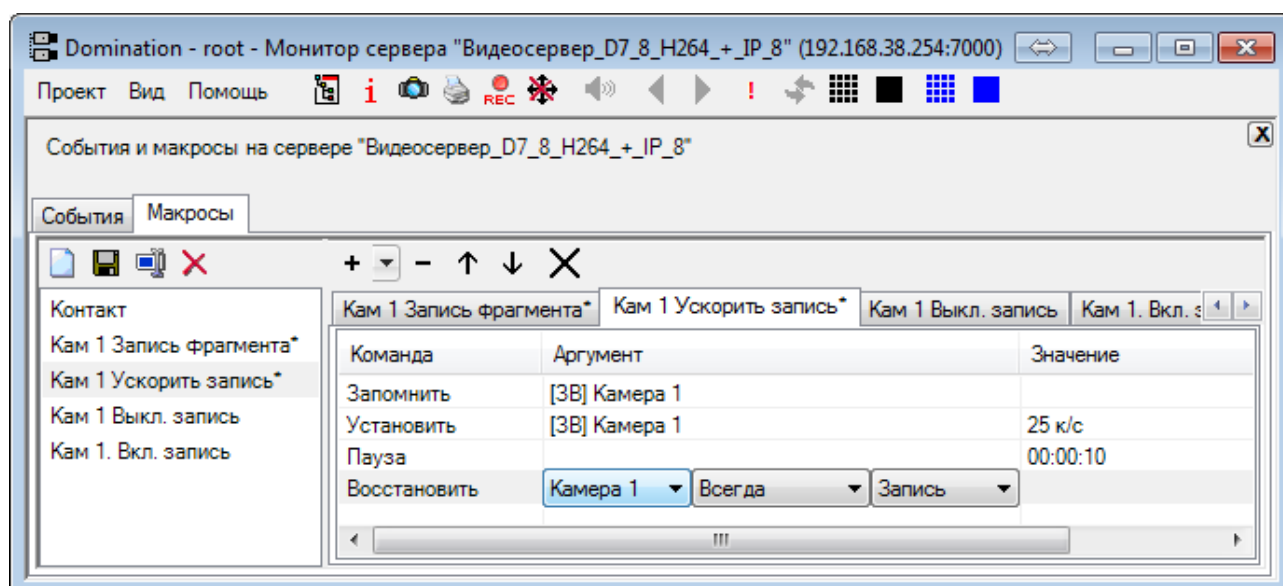 Domination - root - Монитор сервера "Видеосервер_D7_8_H264_+_IP_8" (192.168.38.254:7000)
Проект Вид Помощь i REC !
События и макросы на сервере "Видеосервер_D7_8_H264_+_IP_8"
События Макросы
Контакт
Кам 1 Запись фрагмента*
Кам 1 Ускорить запись*
Кам 1 Выкл. запись
Кам 1. Вкл. запись
Кам 1 Запись фрагмента* Кам 1 Ускорить запись* Кам 1 Выкл. запись Кам 1. Вкл. з
Команда Аргумент Значение
Запомнить [ЗВ] Камера 1
Установить [ЗВ] Камера 1 25 к/с
Пауза 00:00:10
Восстановить Камера 1 Всегда Запись